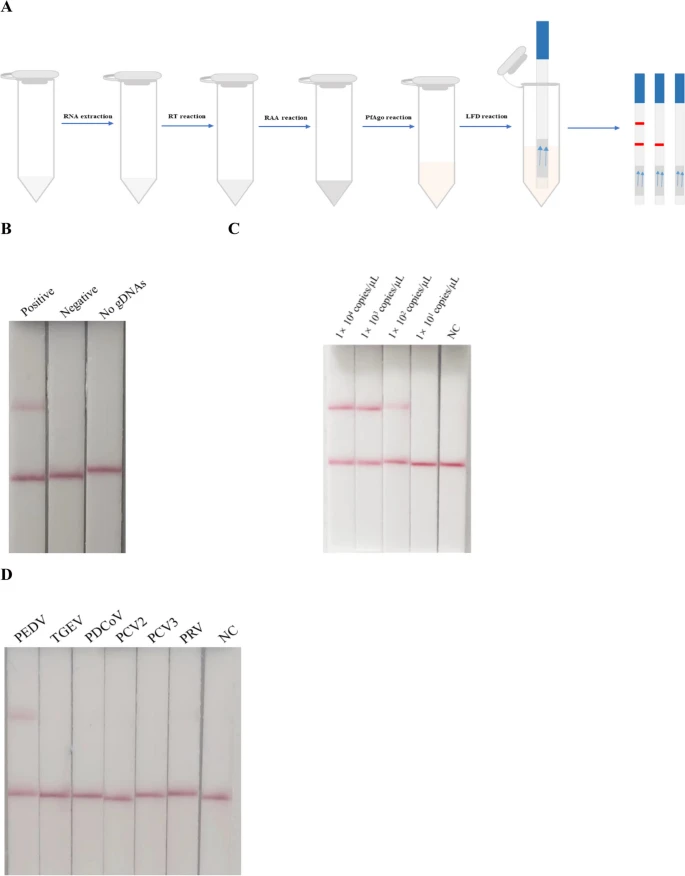 A
RNA extraction
RT reaction
RAA reaction
PfAgo reaction
LFD reaction
B
C
Positive
Negative
No gDNAs
1× 10⁴ copies/μL
1× 10³ copies/μL
1× 10² copies/μL
1× 10¹ copies/μL
NC
D
PEDV
TGEV
PDCoV
PCV2
PCV3
PRV
NC